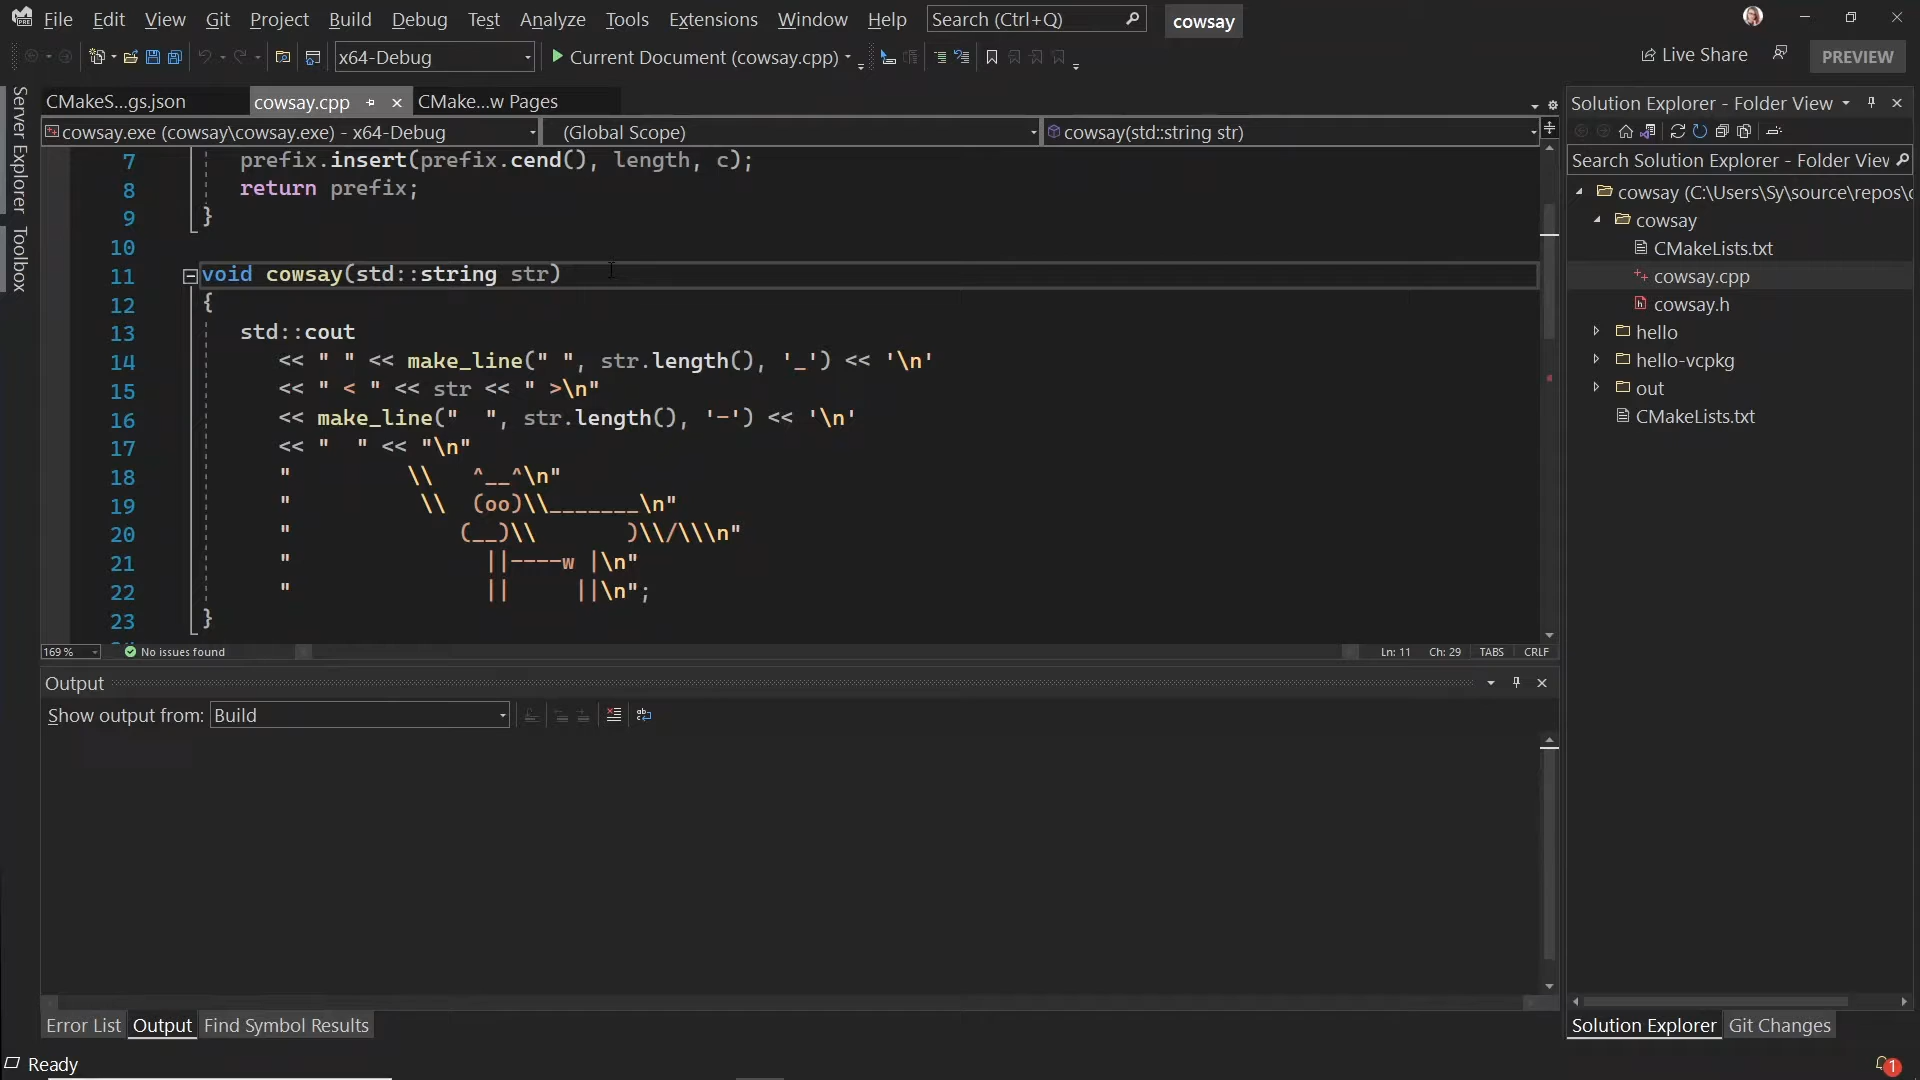 File Edit View Git Project Build Debug Test Analyze Tools Extensions Window Help Search (Ctrl+Q) cowsay
x64-Debug Current Document (cowsay.cpp) Live Share PREVIEW
Server Explorer
Toolbox
CMakeS...gs.json cowsay.cpp CMake...w Pages
cowsay.exe (cowsay\cowsay.exe) - x64-Debug (Global Scope) cowsay(std::string str)
7 prefix.insert(prefix.cend(), length, c);
8 return prefix;
9 }
10
11 void cowsay(std::string str)
12 {
13 std::cout
14 << " " << make_line(" ", str.length(), '_') << '\n'
15 << " < " << str << " >\n"
16 << make_line("  ", str.length(), '-') << '\n'
17 << "  " << "\n"
18 "         \\   ^__^\n"
19 "          \\  (oo)\\_______\n"
20 "             (__)\\       )\\/\\\n"
21 "               ||----w |\n"
22 "               ||     ||\n";
23 }
169 % No issues found Ln: 11 Ch: 29 TABS CRLF
Output
Show output from: Build
Error List Output Find Symbol Results
Ready
Solution Explorer - Folder View
Search Solution Explorer - Folder View
cowsay (C:\Users\Sy\source\repos\c
cowsay
CMakeLists.txt
cowsay.cpp
cowsay.h
hello
hello-vcpkg
out
CMakeLists.txt
Solution Explorer Git Changes
1